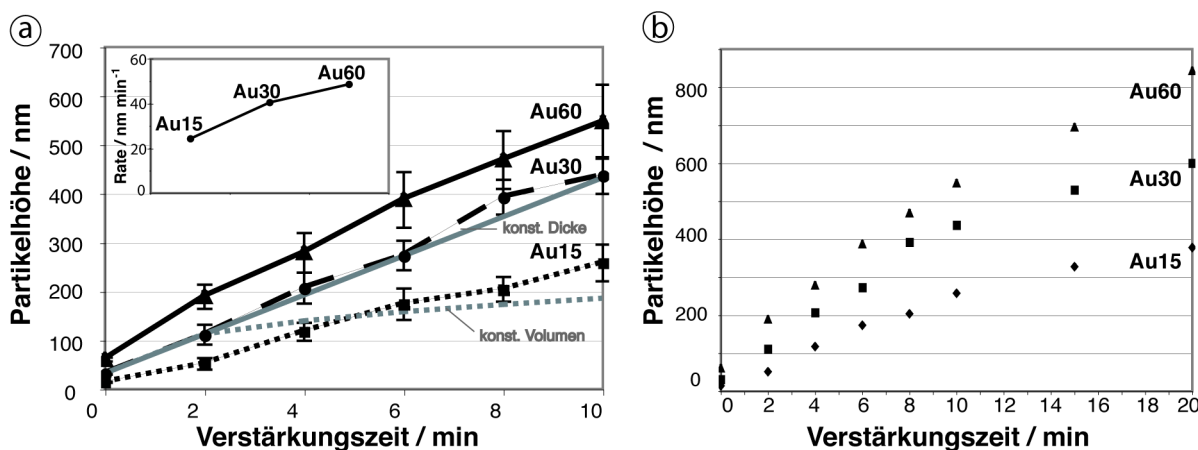 a
Partikelhöhe / nm
700
600
500
400
300
200
100
0
0 2 4 6 8 10
Verstärkungszeit / min
Rate / nm min⁻¹
60
40
20
0
Au15
Au30
Au60
Au60
Au30
konst. Dicke
Au15
konst. Volumen
b
Partikelhöhe / nm
800
600
400
200
0
0 2 4 6 8 10 12 14 16 18 20
Verstärkungszeit / min
Au60
Au30
Au15